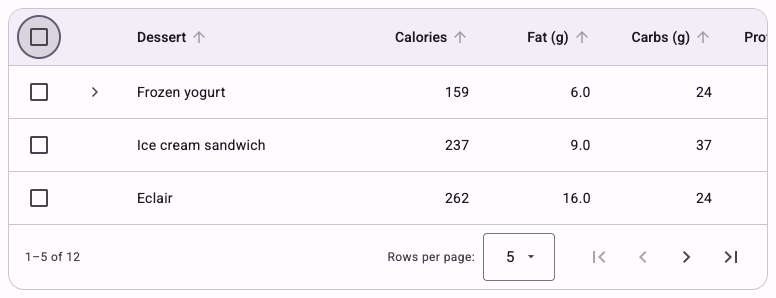 Dessert Calories Fat (g) Carbs (g)
Frozen yogurt 159 6.0 24
Ice cream sandwich 237 9.0 37
Eclair 262 16.0 24
1–5 of 12 Rows per page: 5